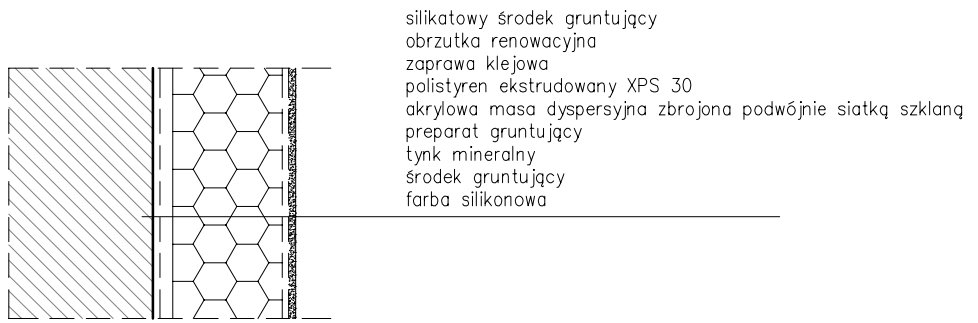 silikatowy środek gruntujący
obrzutka renowacyjna
zaprawa klejowa
polistyren ekstrudowany XPS 30
akrylowa masa dyspersyjna zbrojona podwójnie siatką szklaną
preparat gruntujący
tynk mineralny
środek gruntujący
farba silikonowa